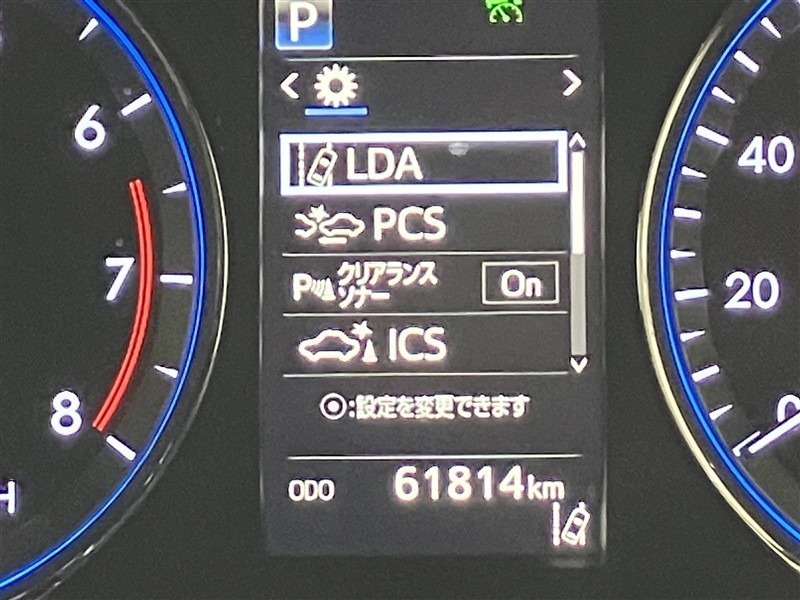 P
6
7
8
LDA
PCS
P クリアランス
ソナー
On
ICS
:設定を変更できます
ODO 61814km
40
20
0
H